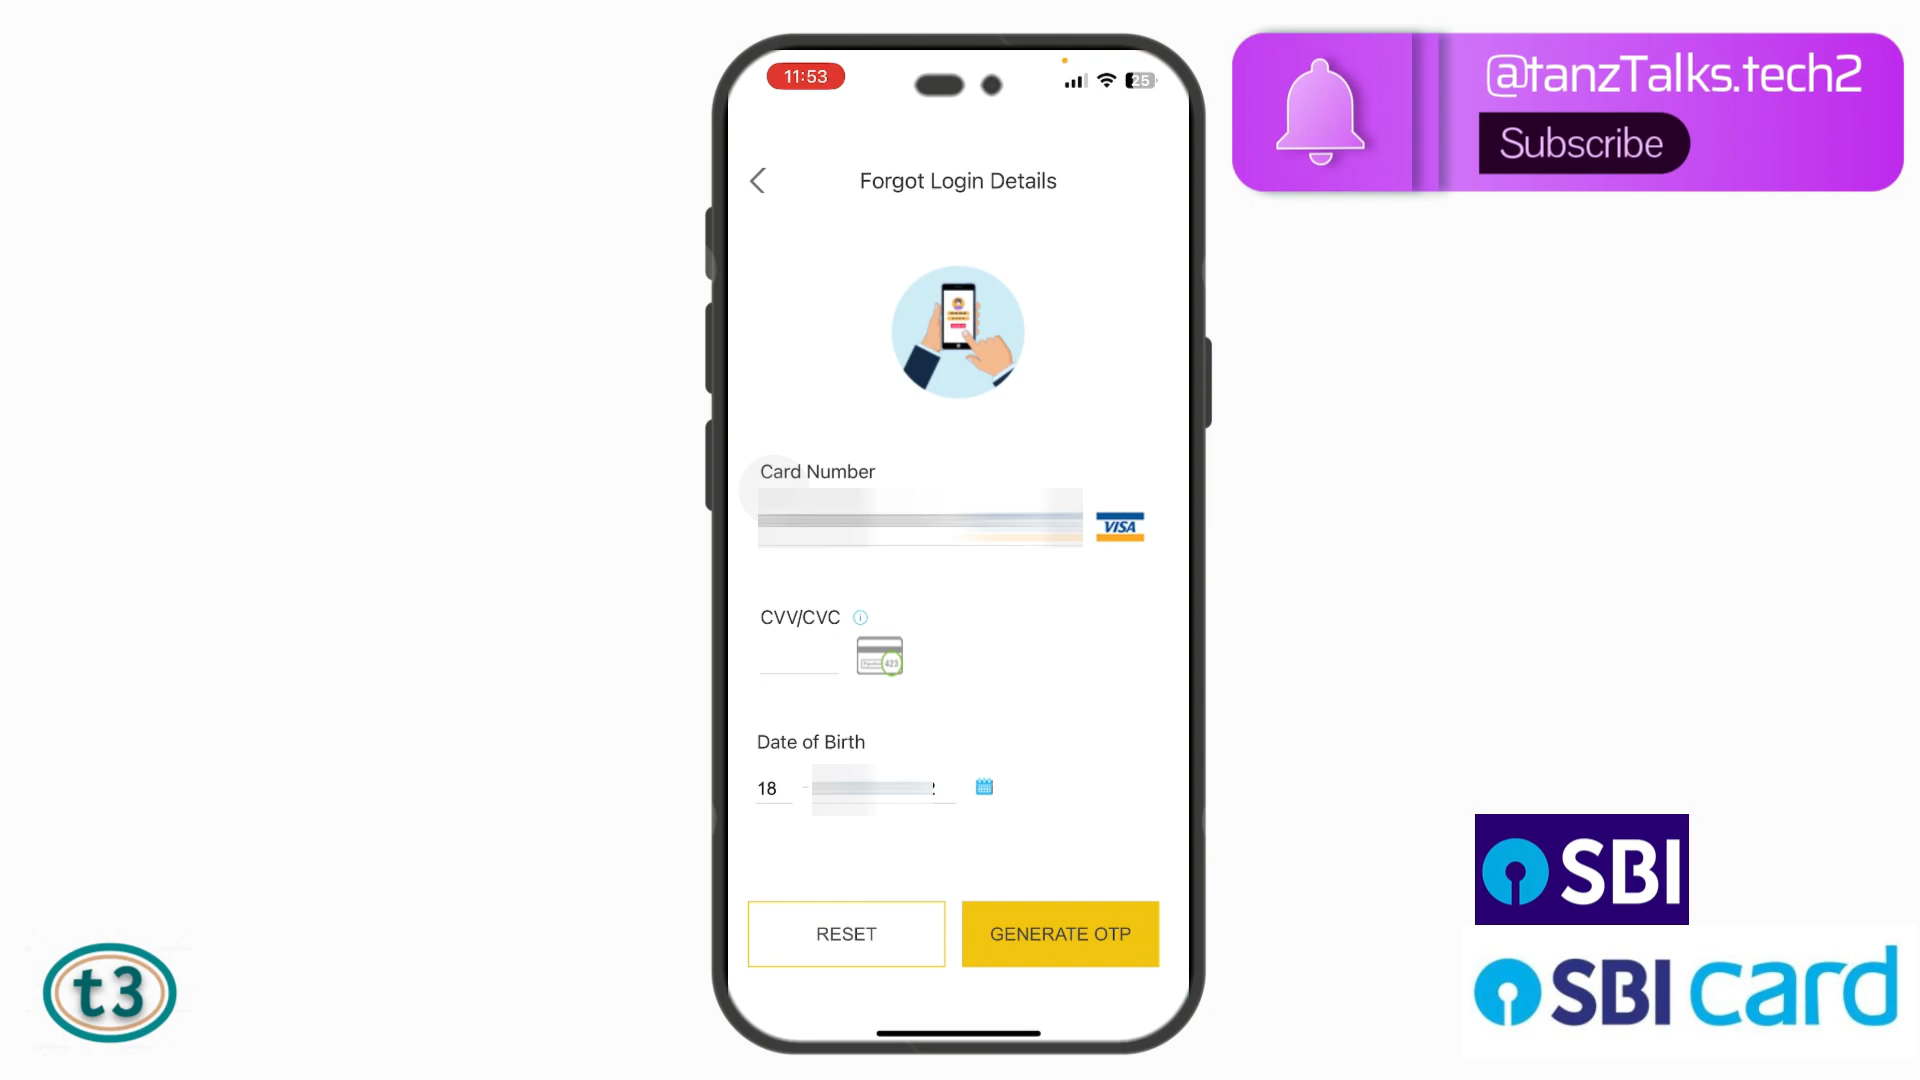 11:53
25
@tanzTalks.tech2
Subscribe
Forgot Login Details
Card Number
VISA
CVV/CVC
423
Date of Birth
18
RESET
GENERATE OTP
SBI
SBI card
t3